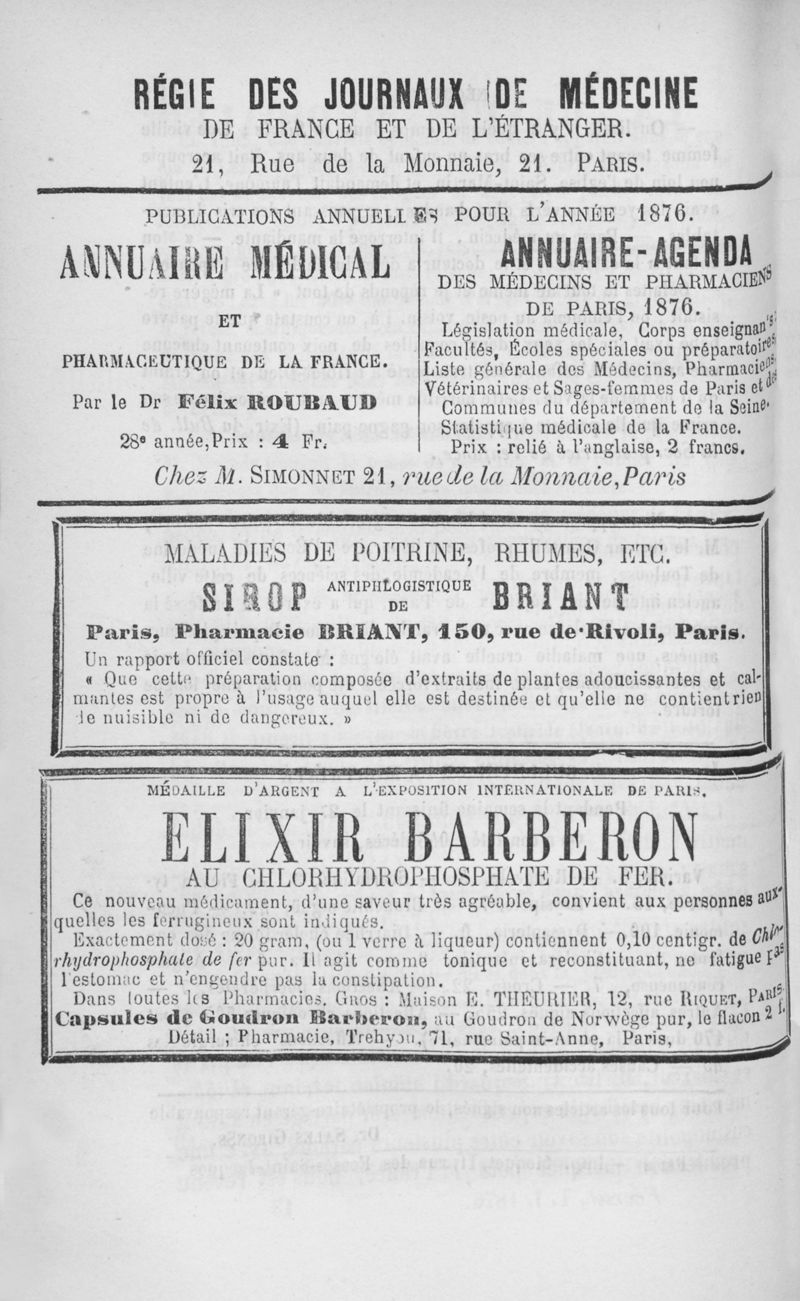 RÉGIE DES JOURNAUX DE MÉDECINE
DE FRANCE ET DE L'ÉTRANGER.
21, Rue de la Monnaie, 21. PARIS.
PUBLICATIONS ANNUELLES POUR L'ANNÉE 1876.
ANNUAIRE MÉDICAL
ET
PHARMACEUTIQUE DE LA FRANCE.
Par le Dr Félix ROUBAUD
28e année, Prix : 4 Fr.
ANNUAIRE-AGENDA
DES MÉDECINS ET PHARMACIENS
DE PARIS, 1876.
Législation médicale, Corps enseignants,
Facultés, Écoles spéciales ou préparatoires
Liste générale des Médecins, Pharmaciens,
Vétérinaires et Sages-femmes de Paris et des
Communes du département de la Seine.
Statistique médicale de la France.
Prix : relié à l'anglaise, 2 francs.
Chez M. SIMONNET 21, rue de la Monnaie, Paris
MALADIES DE POITRINE, RHUMES, ETC.
SIROP ANTIPHLOGISTIQUE DE BRIANT
Paris, Pharmacie BRIANT, 150, rue de Rivoli, Paris.
Un rapport officiel constate :
« Que cette préparation composée d'extraits de plantes adoucissantes et cal-
mantes est propre à l'usage auquel elle est destinée et qu'elle ne contient rien
de nuisible ni de dangereux. »
MÉDAILLE D'ARGENT A L'EXPOSITION INTERNATIONALE DE PARIS.
ELIXIR BARBERON
AU CHLORHYDROPHOSPHATE DE FER.
Ce nouveau médicament, d'une saveur très agréable, convient aux personnes aux-
quelles les ferrugineux sont indiqués.
Exactement dosé : 20 gram, (ou 1 verre à liqueur) contiennent 0,10 centigr. de Chlo-
rhydrophosphate de fer pur. Il agit comme tonique et reconstituant, ne fatigue pas
l'estomac et n'engendre pas la constipation.
Dans toutes les Pharmacies. GROS : Maison E. THEURIER, 12, rue RIQUET, PARIS.
Capsules de Goudron Barberon, au Goudron de Norwège pur, le flacon 2 f.
Détail ; Pharmacie, Trehyou, 71, rue Saint-Anne, Paris,